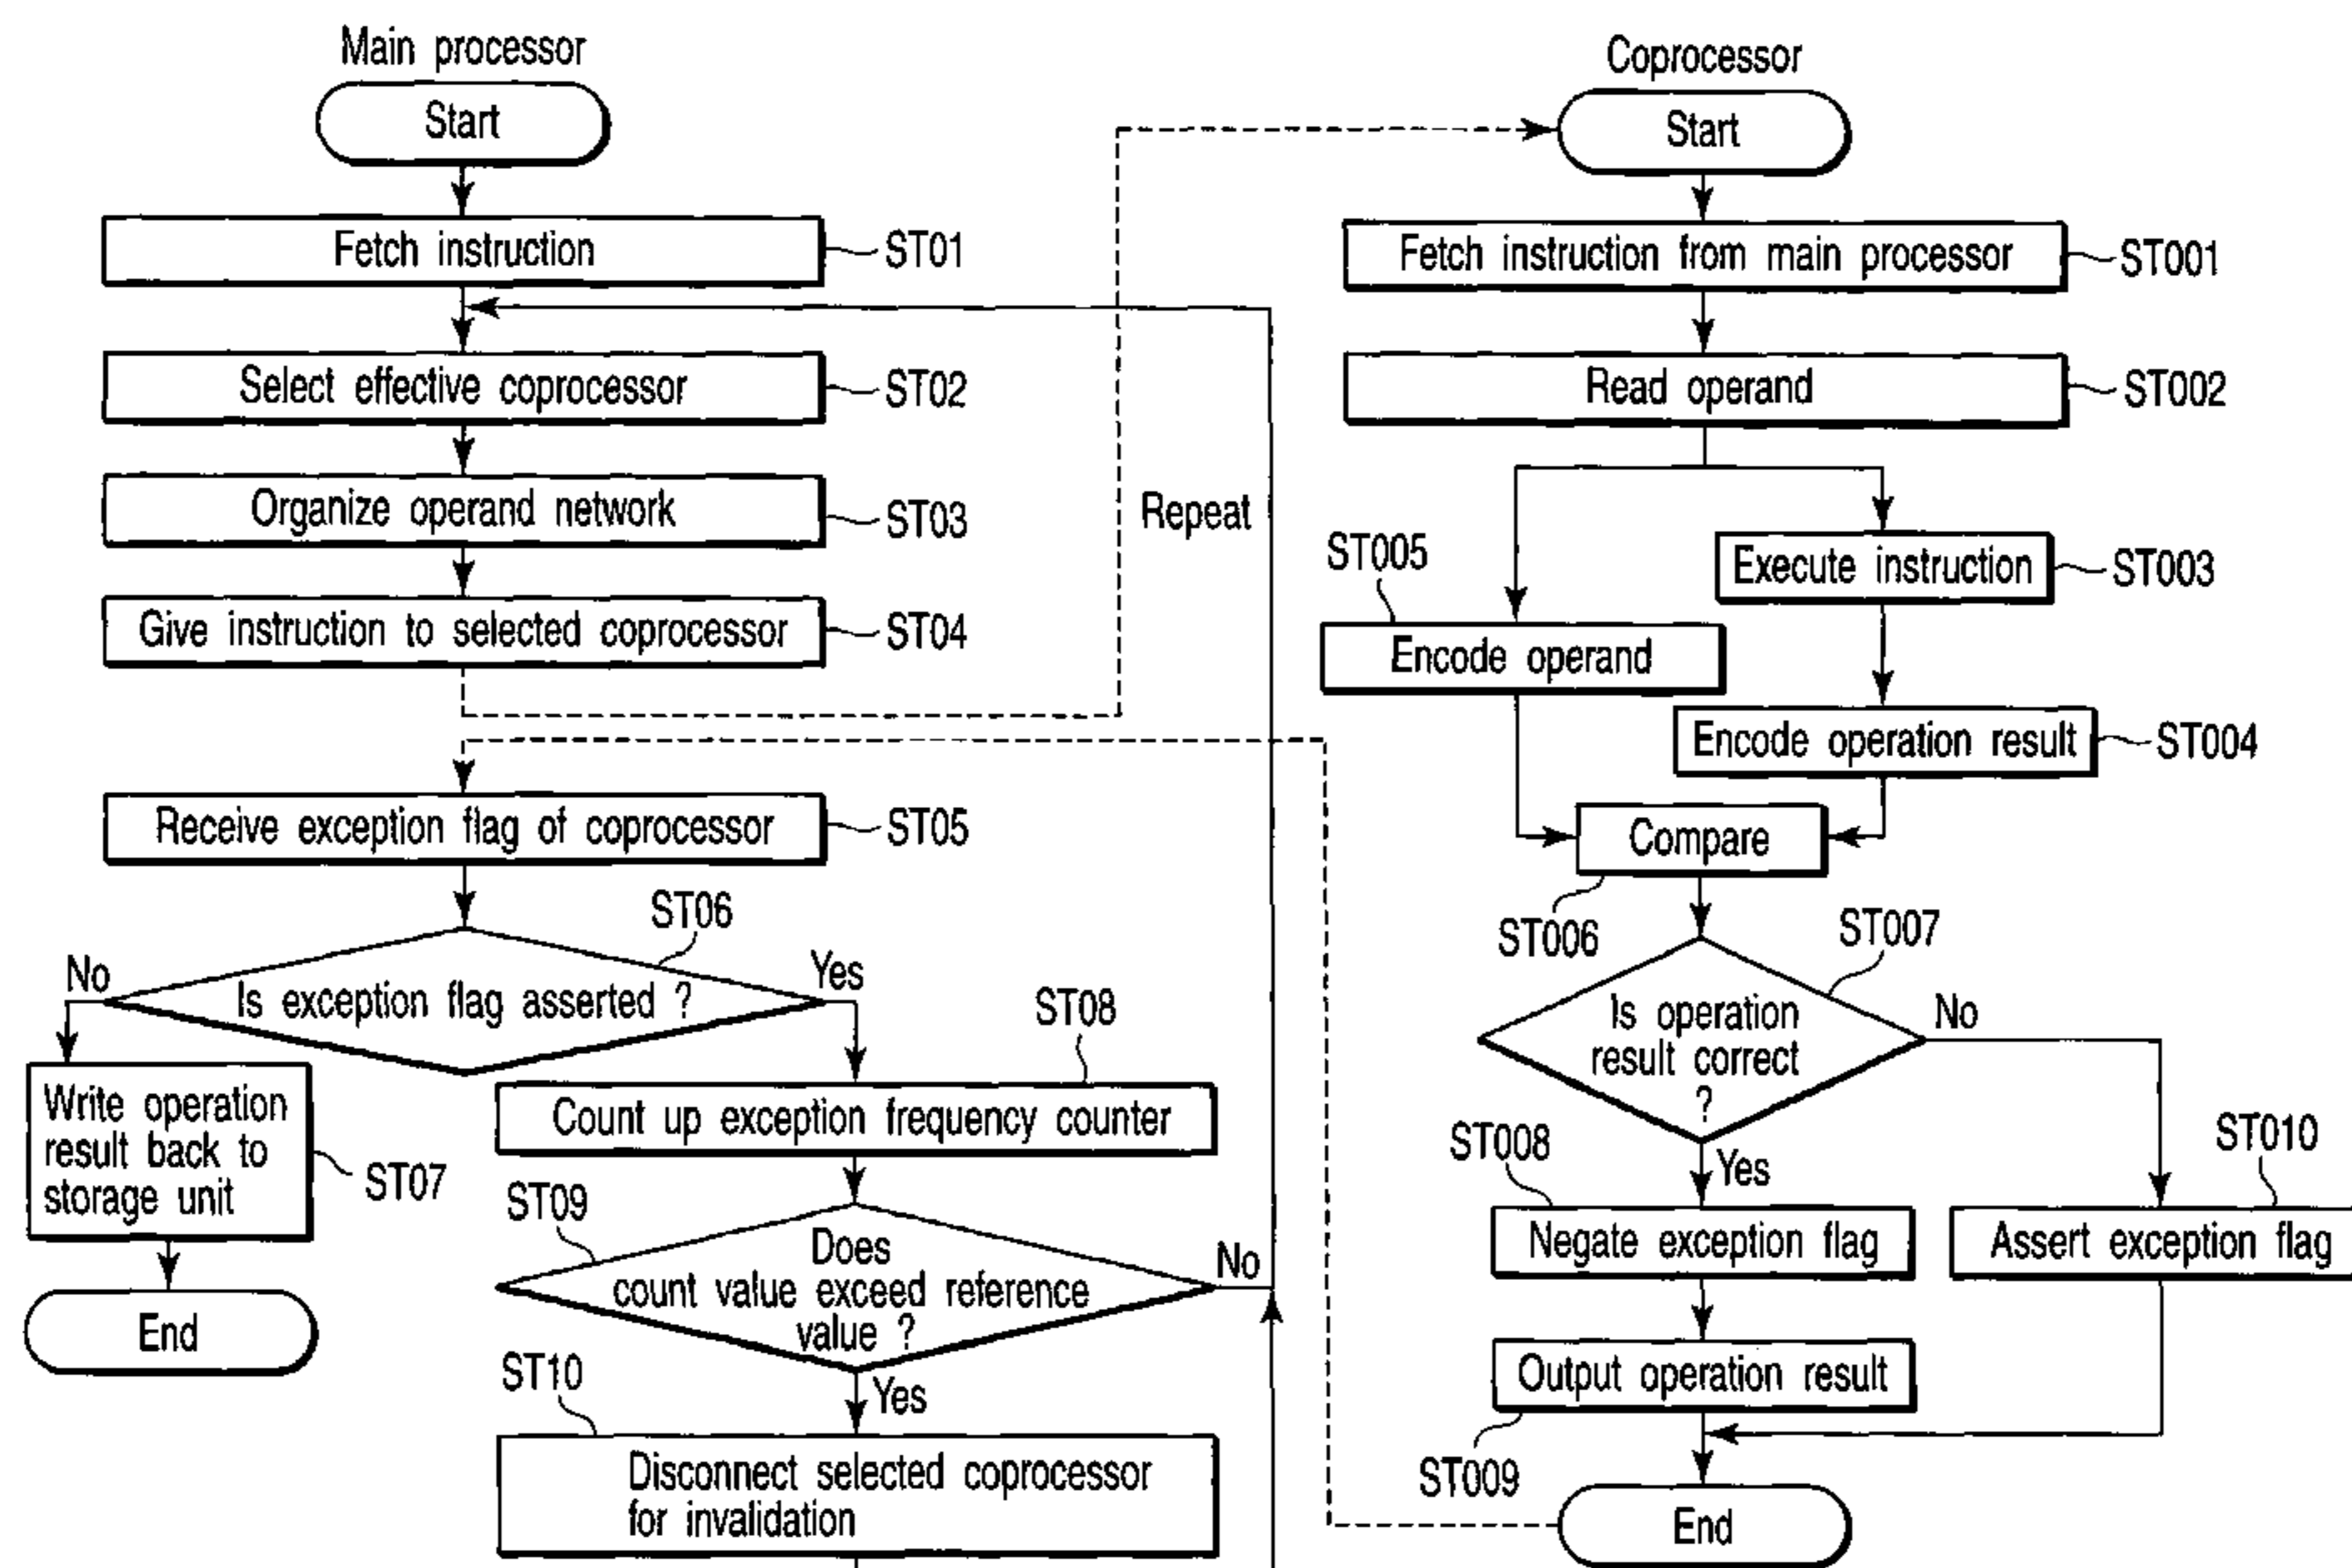 Main processor
Start
Fetch instruction
ST01
Select effective coprocessor
ST02
Organize operand network
ST03
Give instruction to selected coprocessor
ST04
Repeat
Receive exception flag of coprocessor
ST05
ST06
No
Is exception flag asserted ?
Yes
Write operation
result back to
storage unit
ST07
End
ST08
Count up exception frequency counter
ST09
Does
count value exceed reference
value ?
No
Yes
ST10
Disconnect selected coprocessor
for invalidation
Coprocessor
Start
Fetch instruction from main processor
ST001
Read operand
ST002
ST005
Encode operand
Execute instruction
ST003
Encode operation result
ST004
Compare
ST006
ST007
Is operation
result correct
?
No
Yes
ST008
Negate exception flag
ST010
Assert exception flag
Output operation result
ST009
End